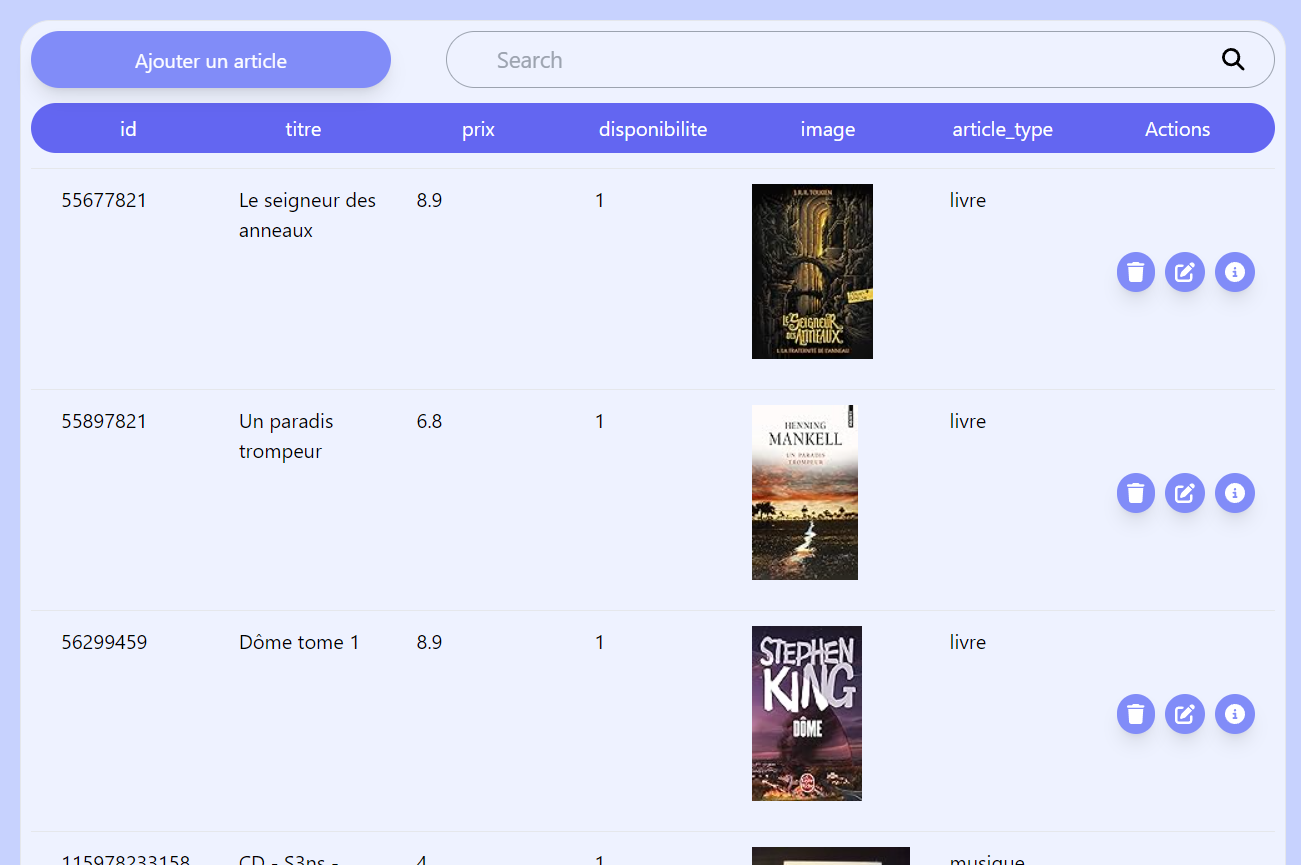 Ajouter un article
Search
id titre prix disponibilite image article_type Actions
55677821 Le seigneur des 8.9 1 livre
anneaux
J.R.R. TOLKIEN
LE SEIGNEUR
DES ANNEAUX
1. LA FRATERNITÉ DE L'ANNEAU
55897821 Un paradis 6.8 1 livre
trompeur
HENNING
MANKELL
UN PARADIS
TROMPEUR
56299459 Dôme tome 1 8.9 1 livre
STEPHEN
KING
DÔME
115978233158 CD - S3ns - 4 1 musique